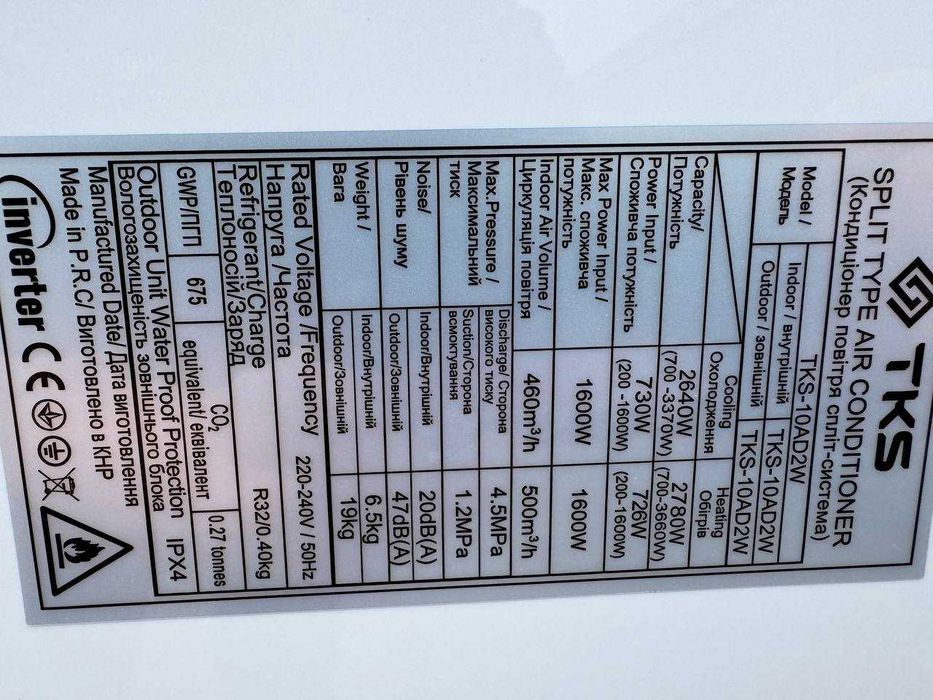 TKS
SPLIT TYPE AIR CONDITIONER
(Кондиціонер повітря спліт-система)
Model / Модель
TKS-10AD2W
Indoor / внутрішній TKS-10AD2W
Outdoor / зовнішній TKS-10AD2W
Cooling Охолодження
Heating Обігрів
Capacity/ Потужність
2640W (700 -3370W)
2780W (700-3660W)
Power Input / Споживча потужність
730W (200 -1600W)
726W (200-1600W)
Max Power Input / Макс. споживча потужність
1600W
1600W
Indoor Air Volume / Циркуляція повітря
460m³/h
500m³/h
Max.Pressure / Максимальний тиск
Discharge/ Сторона високого тиску
4.5MPa
Suction/Сторона всмоктування
1.2MPa
Noise/ Рівень шуму
Indoor/Внутрішній 20dB(A)
Outdoor/Зовнішній 47dB(A)
Weight / Вага
Indoor/Внутрішній 6.5kg
Outdoor/Зовнішній 19kg
Rated Voltage /Frequency
Напруга /Частота
220-240V / 50Hz
Refrigerant/Charge
Теплоносій/Заряд
R32/0.40kg
GWP/ПГП
675
CO₂ equivalent/ еквівалент
0.27 tonnes
Outdoor Unit Water Proof Protection
Вологозахищеність зовнішнього блока
IPX4
Manufactured Date/ Дата виготовлення
Made in P.R.C/ Виготовлено в КНР
inverter CE